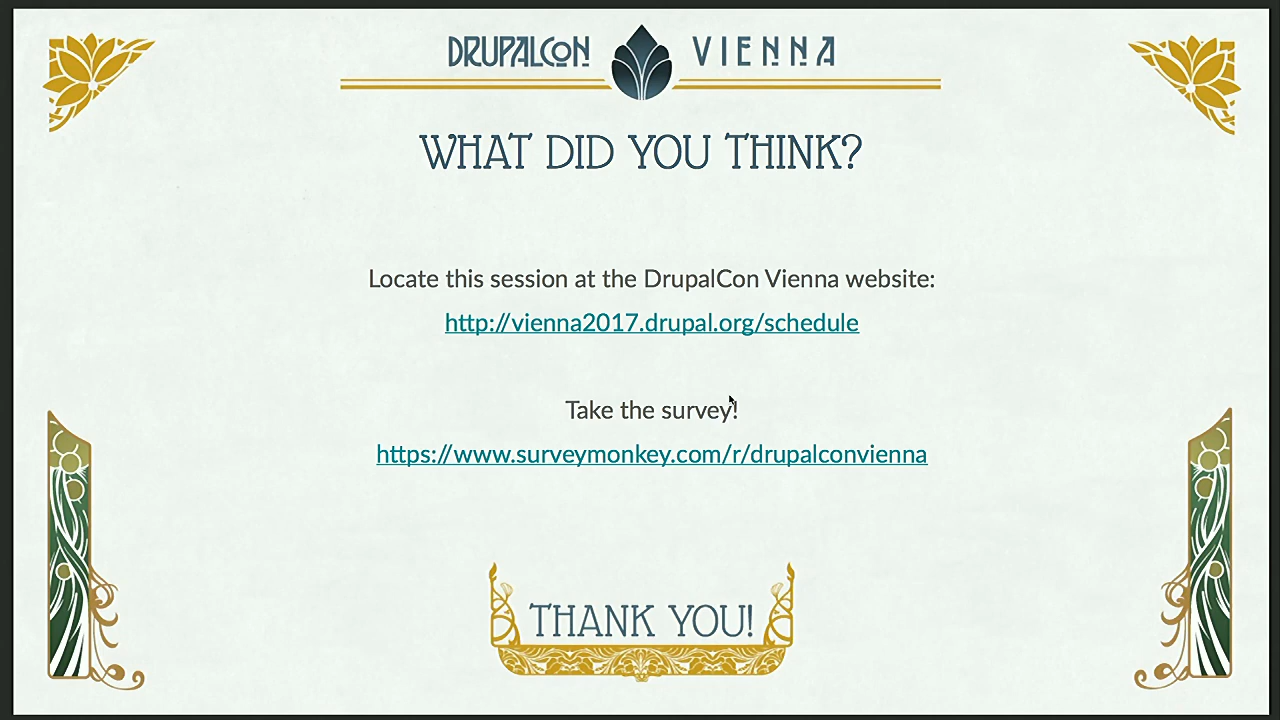 DRUPALCON VIENNA
WHAT DID YOU THINK?
Locate this session at the DrupalCon Vienna website:
http://vienna2017.drupal.org/schedule
Take the survey!
https://www.surveymonkey.com/r/drupalconvienna
THANK YOU!